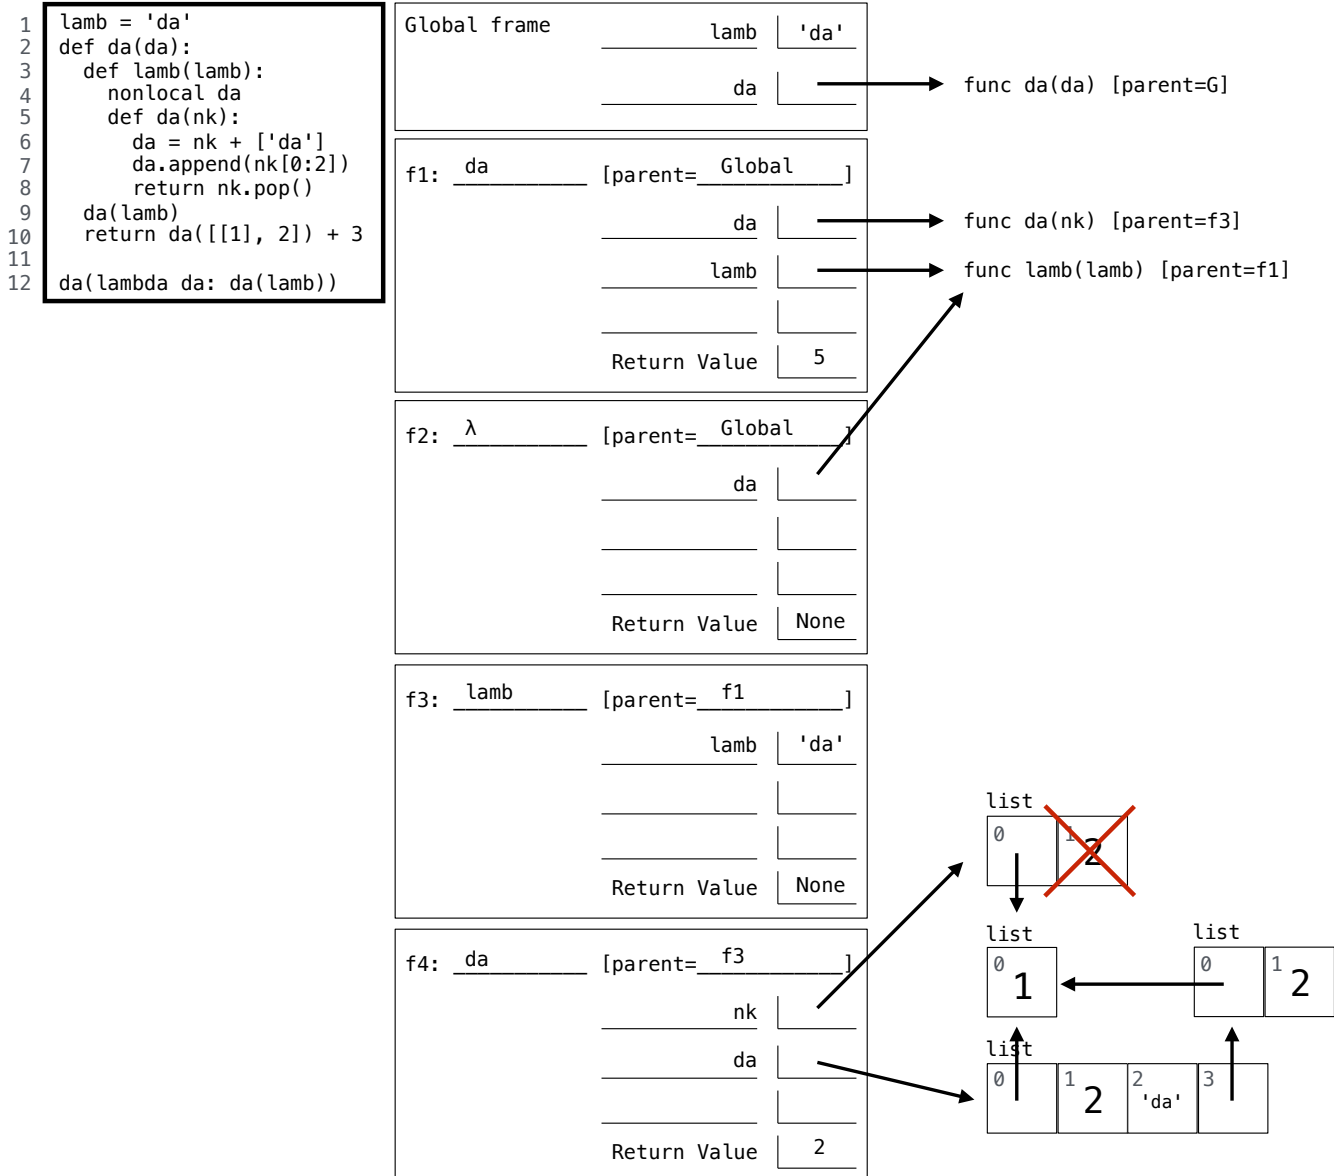 1 lamb = 'da'
2 def da(da):
3   def lamb(lamb):
4     nonlocal da
5     def da(nk):
6       da = nk + ['da']
7       da.append(nk[0:2])
8       return nk.pop()
9   da(lamb)
10   return da([[1], 2]) + 3
11
12 da(lambda da: da(lamb))
Global frame
lamb 'da'
da
func da(da) [parent=G]
f1: da [parent=Global]
da
func da(nk) [parent=f3]
lamb
func lamb(lamb) [parent=f1]
Return Value 5
f2: λ [parent=Global]
da
Return Value None
f3: lamb [parent=f1]
lamb 'da'
Return Value None
f4: da [parent=f3]
nk
da
Return Value 2
list
0 1 2
list
0 1
list
0 1 2
list
0 1 2 2 'da' 3